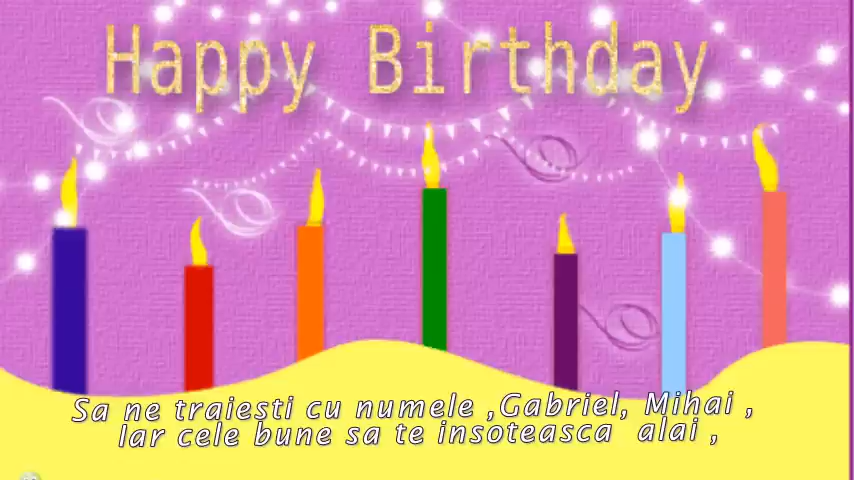 Happy Birthday
Sa ne traiesti cu numele ,Gabriel, Mihai ,
Iar cele bune sa te insoteasca alai ,